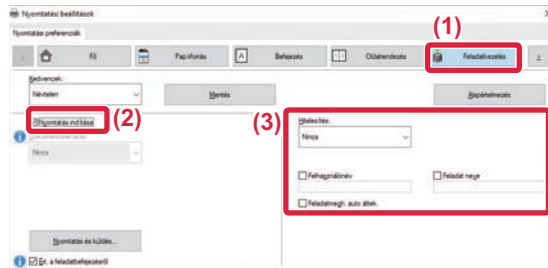 Nyomtatási beállítások
Nyomtatási preferenciák
(1)
Fő
Papírforrás
Befejezés
Oldalrendezés
Feladatkezelés
Kedvencek:
Névtelen
Mentés
Alapértelmezés
Nyomtatás indítása
(2)
Nincs
(3)
Hitelesítés:
Nincs
Felhasználónév
Feladat neve
Feladatmegh. auto áttek.
Nyomtatás és küldés...
Ért. a feladatbefejezésről